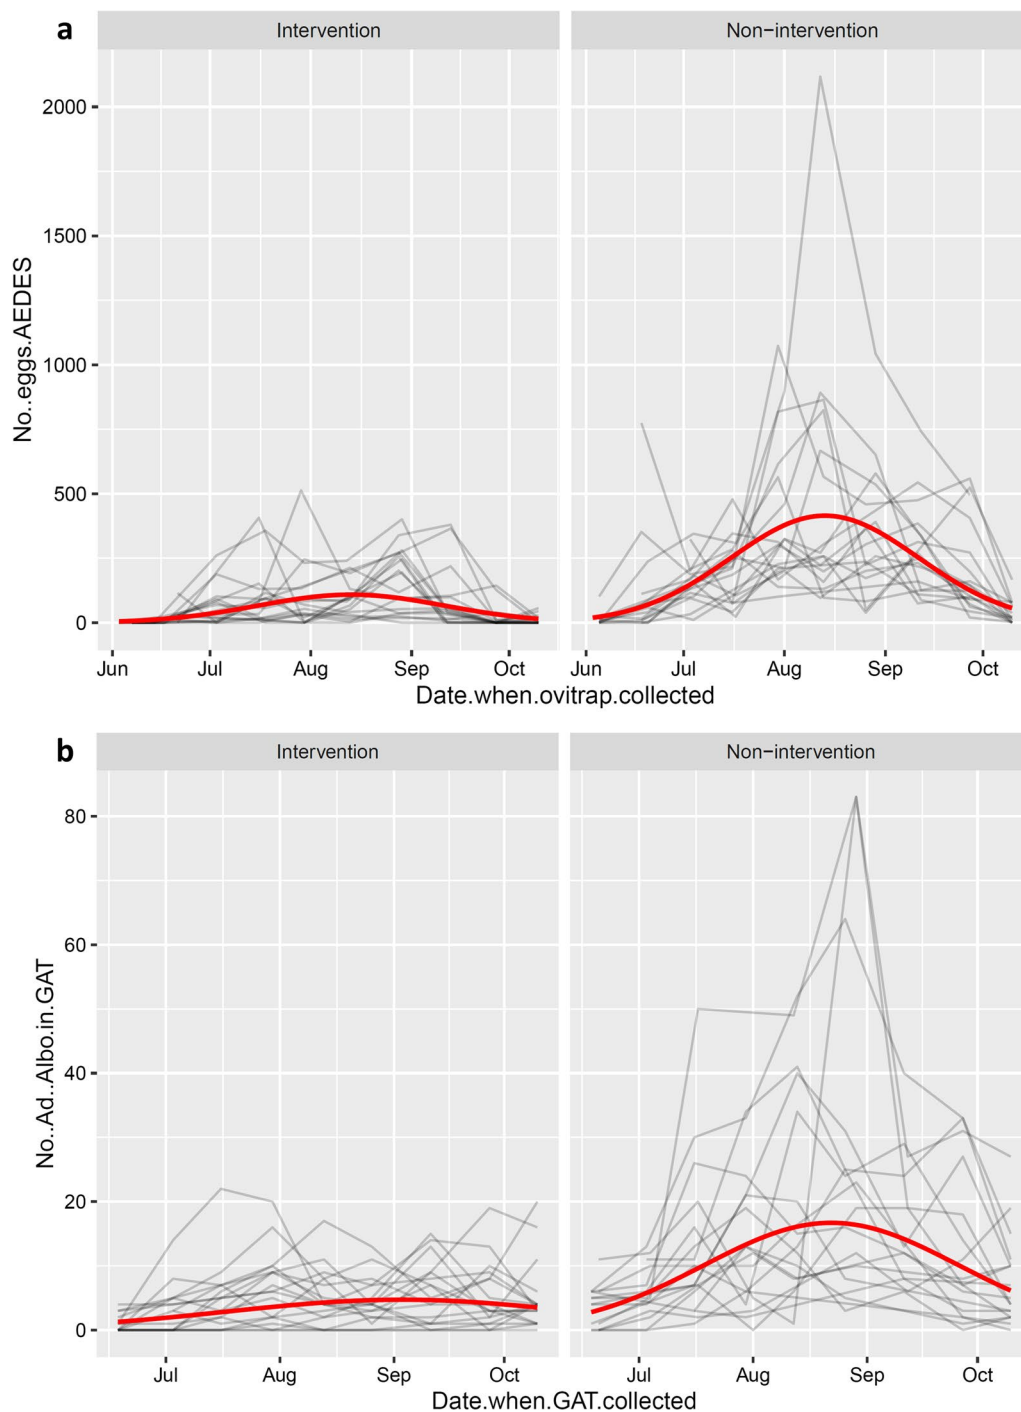 a
Intervention Non-intervention
No..eggs.AEDES
2000
1500
1000
500
0
Jun Jul Aug Sep Oct Jun Jul Aug Sep Oct
Date.when.ovitrap.collected
b
Intervention Non-intervention
No..Ad..Albo.in.GAT
80
60
40
20
0
Jul Aug Sep Oct Jul Aug Sep Oct
Date.when.GAT.collected